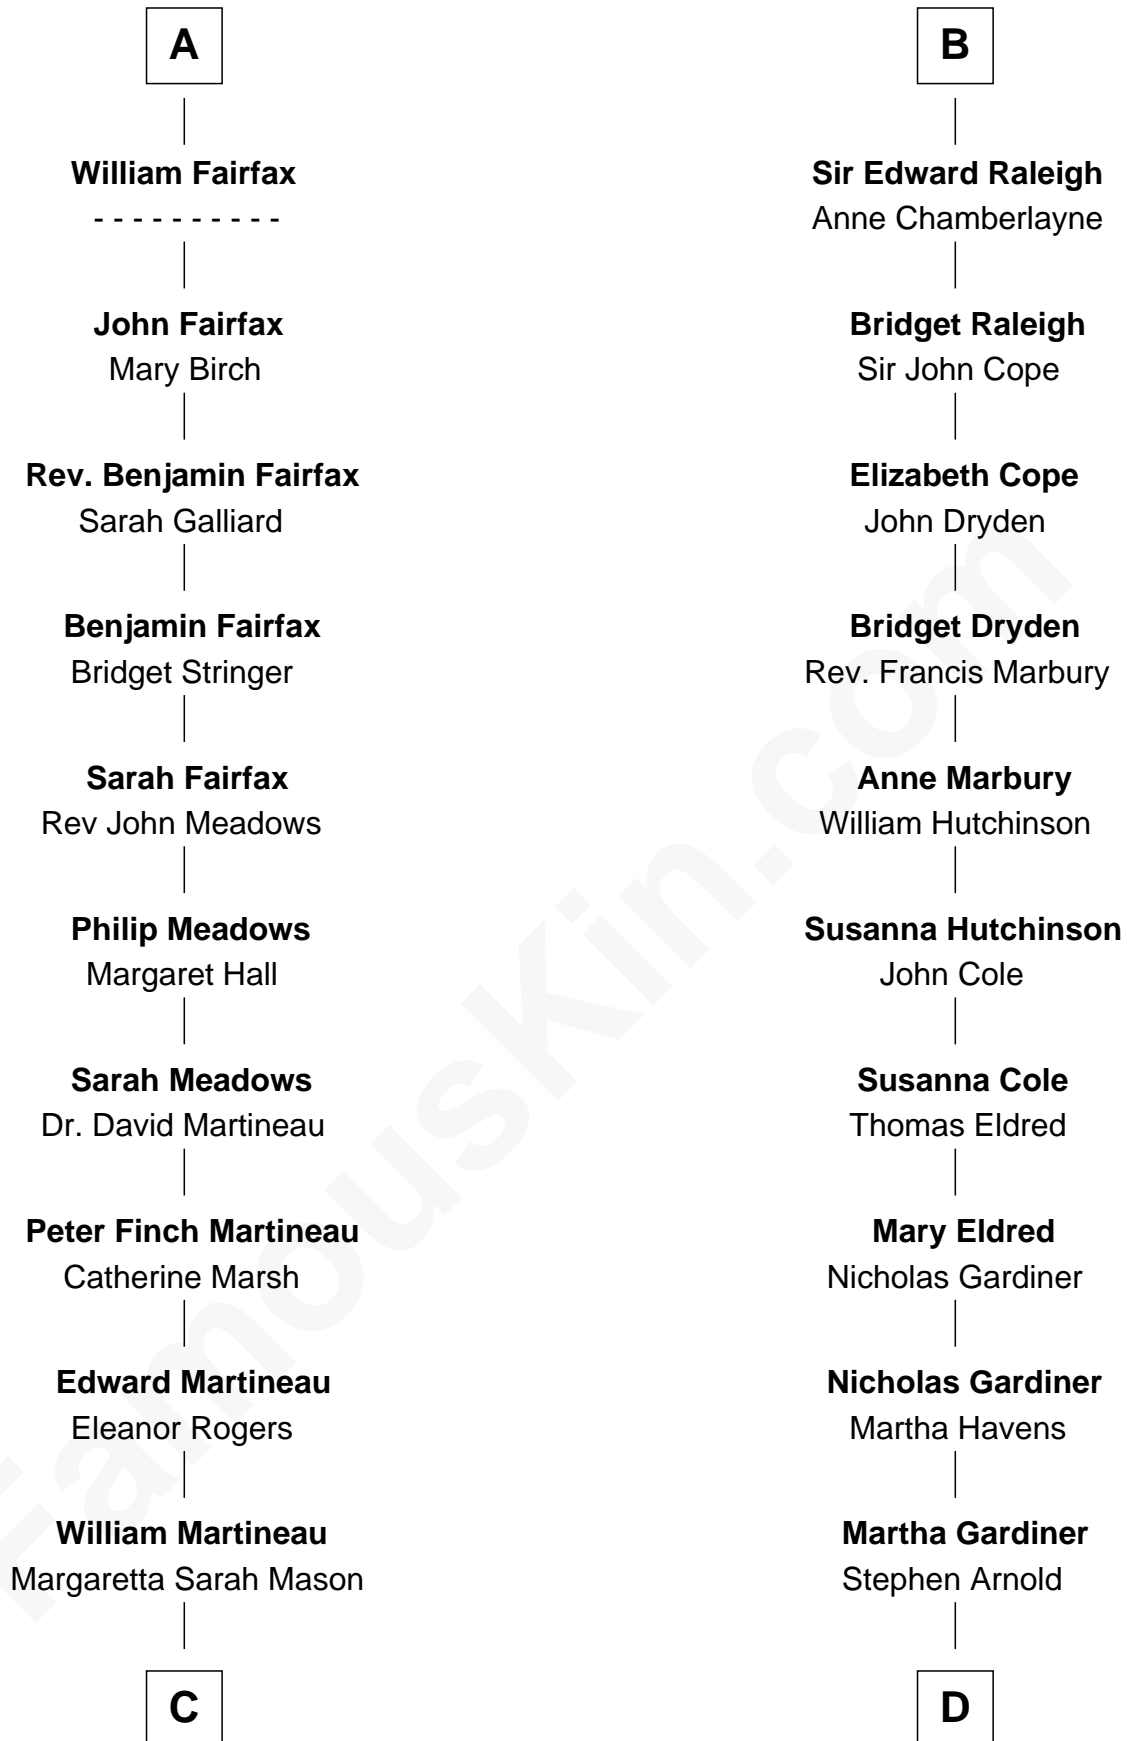 A
William Fairfax
- - - - - - - - - -
John Fairfax
Mary Birch
Rev. Benjamin Fairfax
Sarah Galliard
Benjamin Fairfax
Bridget Stringer
Sarah Fairfax
Rev John Meadows
Philip Meadows
Margaret Hall
Sarah Meadows
Dr. David Martineau
Peter Finch Martineau
Catherine Marsh
Edward Martineau
Eleanor Rogers
William Martineau
Margaretta Sarah Mason
C
B
Sir Edward Raleigh
Anne Chamberlayne
Bridget Raleigh
Sir John Cope
Elizabeth Cope
John Dryden
Bridget Dryden
Rev. Francis Marbury
Anne Marbury
William Hutchinson
Susanna Hutchinson
John Cole
Susanna Cole
Thomas Eldred
Mary Eldred
Nicholas Gardiner
Nicholas Gardiner
Martha Havens
Martha Gardiner
Stephen Arnold
D
FamousKin.com